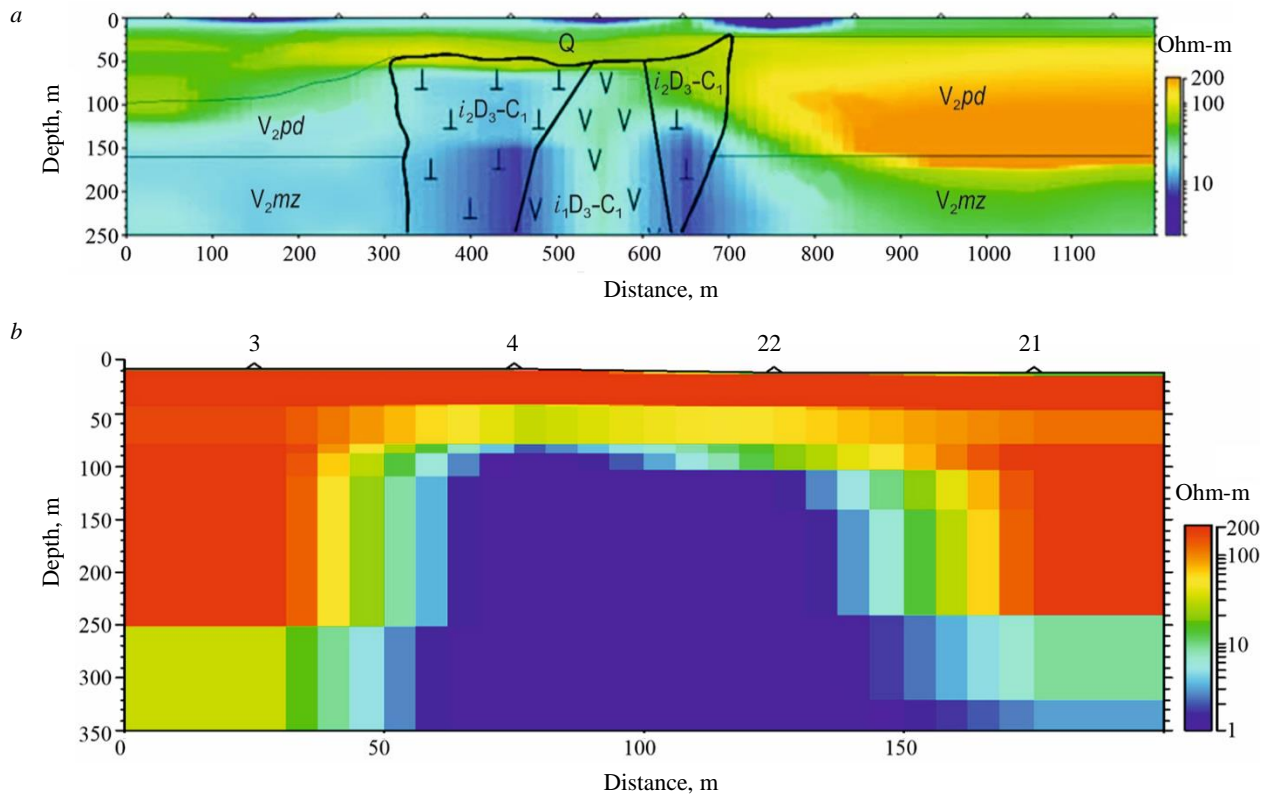 a
0
50
100
150
200
250
Depth, m
Q
i₂D₃-C₁
i₂D₃-C₁
V₂pd
V₂pd
V₂mz
i₁D₃-C₁
V₂mz
Ohm-m
200
100
10
0 100 200 300 400 500 600 700 800 900 1000 1100
Distance, m
b
3 4 22 21
0
50
100
150
200
250
300
350
Depth, m
Ohm-m
200
100
10
1
0 50 100 150
Distance, m